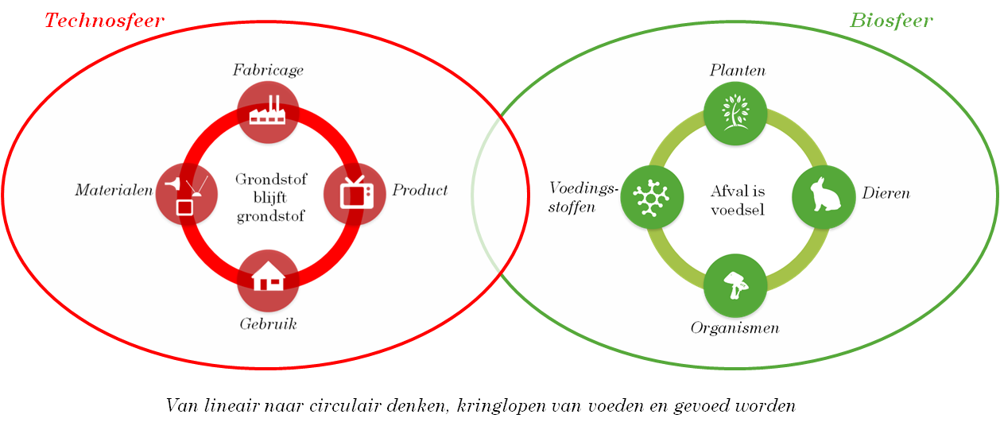 Technosfeer
Biosfeer
Fabricage
Materialen
Grondstof
blijft
grondstof
Product
Gebruik
Planten
Voedings-
stoffen
Afval is
voedsel
Dieren
Organismen
Van lineair naar circulair denken, kringlopen van voeden en gevoed worden